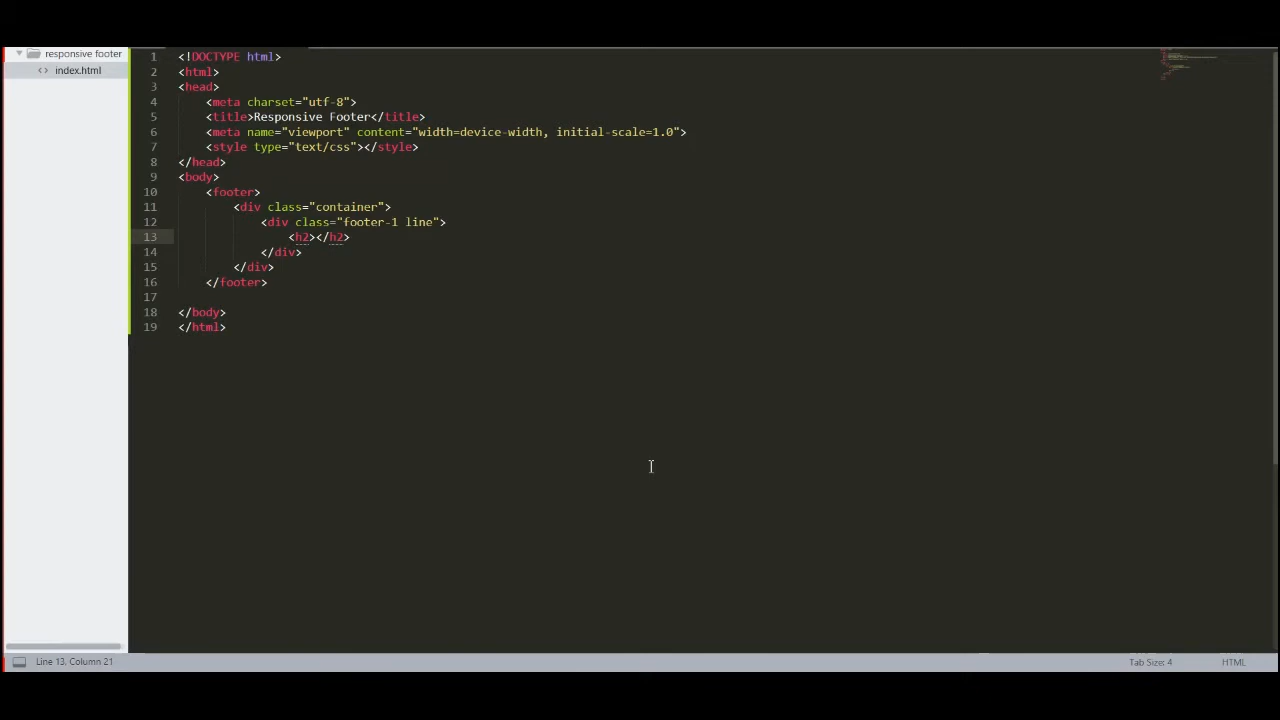 responsive footer
index.html
1 <!DOCTYPE html>
2 <html>
3 <head>
4 <meta charset="utf-8">
5 <title>Responsive Footer</title>
6 <meta name="viewport" content="width=device-width, initial-scale=1.0">
7 <style type="text/css"></style>
8 </head>
9 <body>
10 <footer>
11 <div class="container">
12 <div class="footer-1 line">
13 <h2></h2>
14 </div>
15 </div>
16 </footer>
17
18 </body>
19 </html>
Line 13, Column 21
Tab Size: 4
HTML